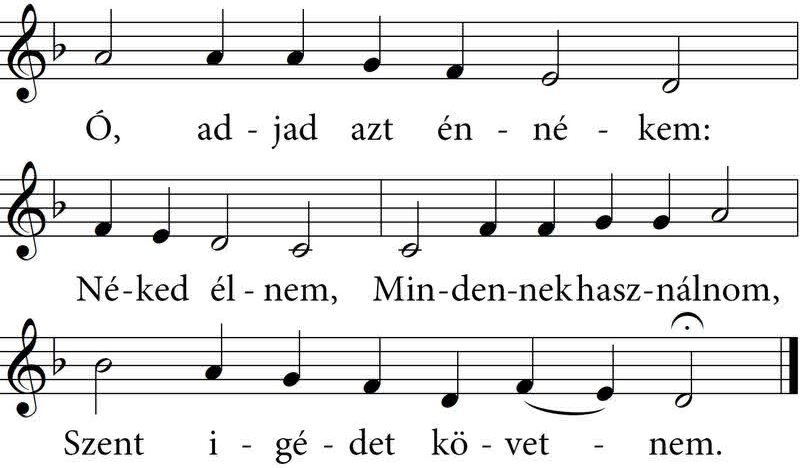 Ó, ad - jad azt én - né - kem:
Né-ked él - nem, Min-den-nek hasz-nálnom,
Szent i - gé - det kö - vet - nem.